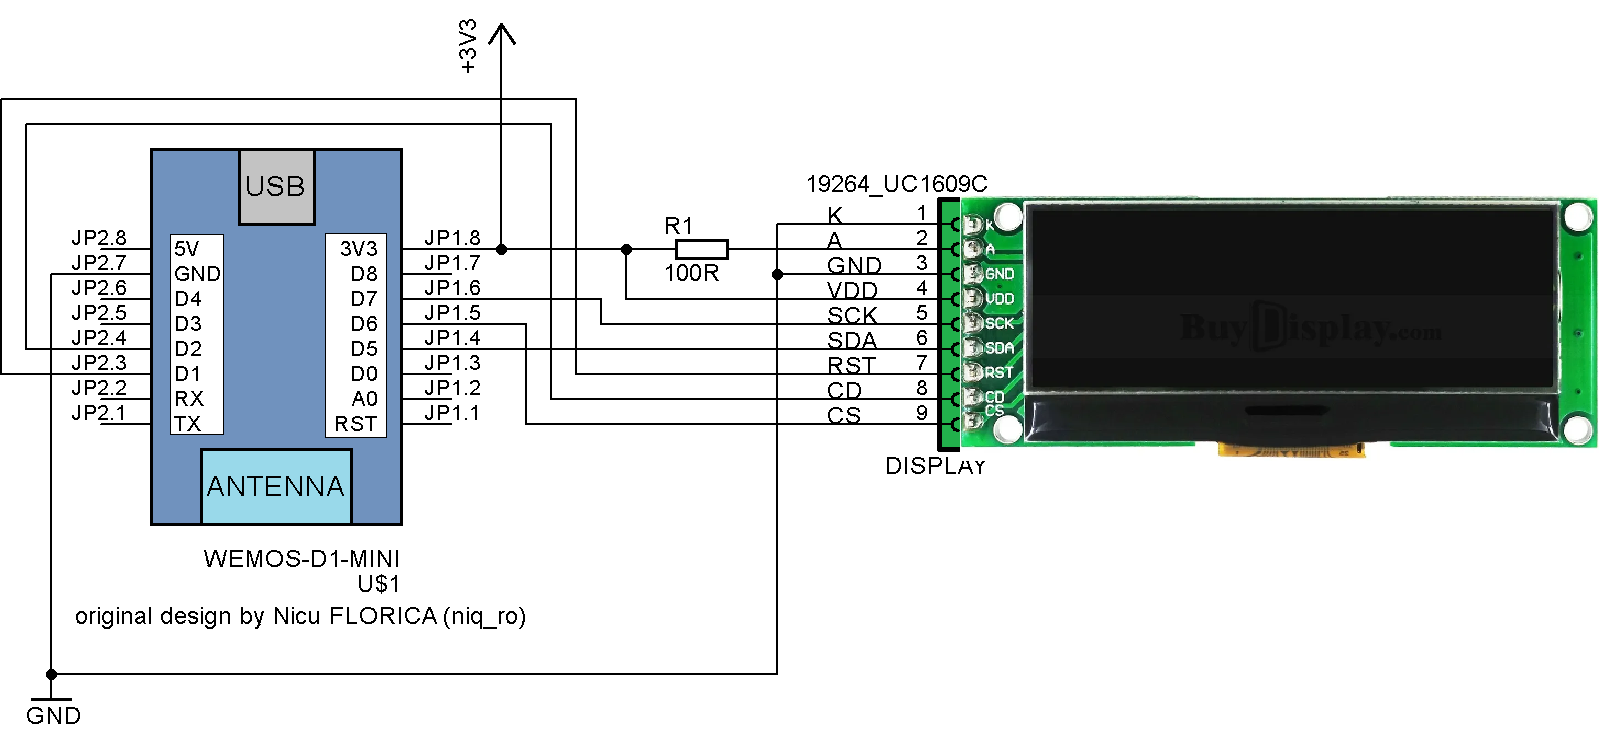 +3V3
USB
19264_UC1609C
JP2.8 5V 3V3 JP1.8 R1 K 1 K
JP2.7 GND D8 JP1.7 100R A 2 A
JP2.6 D4 D7 JP1.6 GND 3 GND
JP2.5 D3 D6 JP1.5 VDD 4 VDD
JP2.4 D2 D5 JP1.4 SCK 5 SCK
JP2.3 D1 D0 JP1.3 SDA 6 SDA
JP2.2 RX A0 JP1.2 RST 7 RST
JP2.1 TX RST JP1.1 CD 8 CD
CS 9 CS
BuyDisplay.com
DISPLAY
ANTENNA
WEMOS-D1-MINI
U$1
original design by Nicu FLORICA (niq_ro)
GND